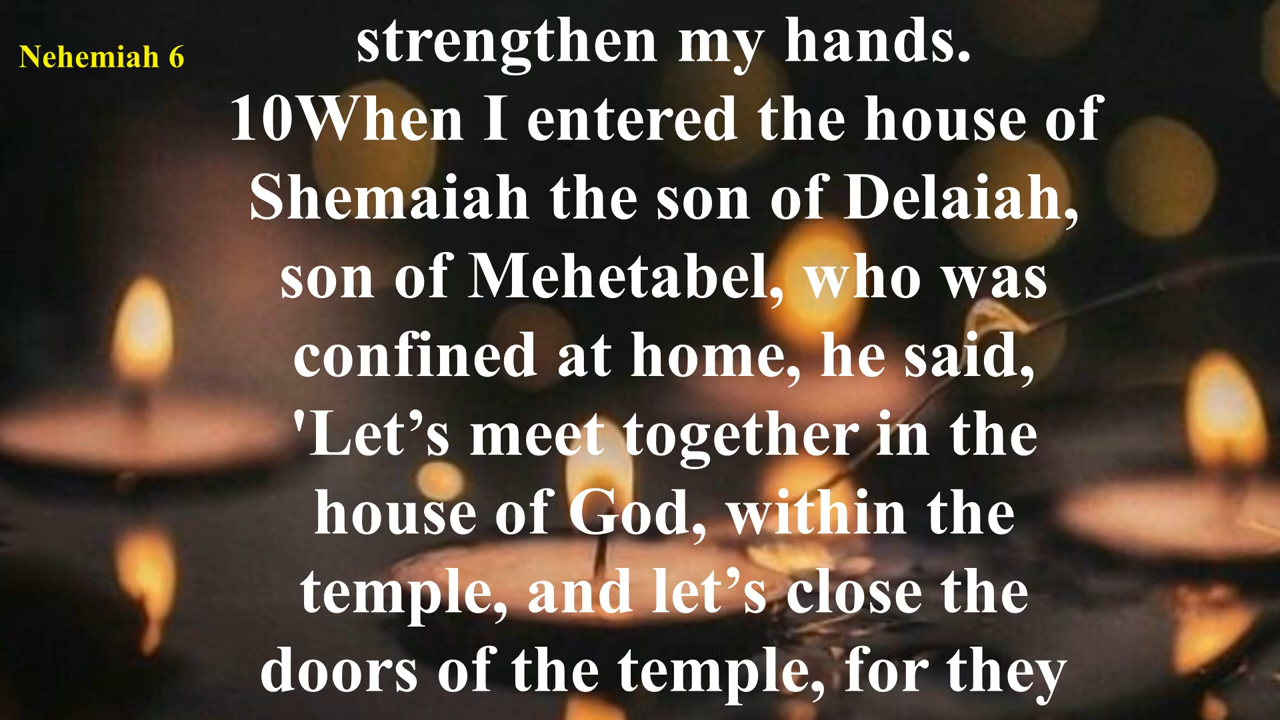 Nehemiah 6
strengthen my hands.
10When I entered the house of
Shemaiah the son of Delaiah,
son of Mehetabel, who was
confined at home, he said,
'Let’s meet together in the
house of God, within the
temple, and let’s close the
doors of the temple, for they